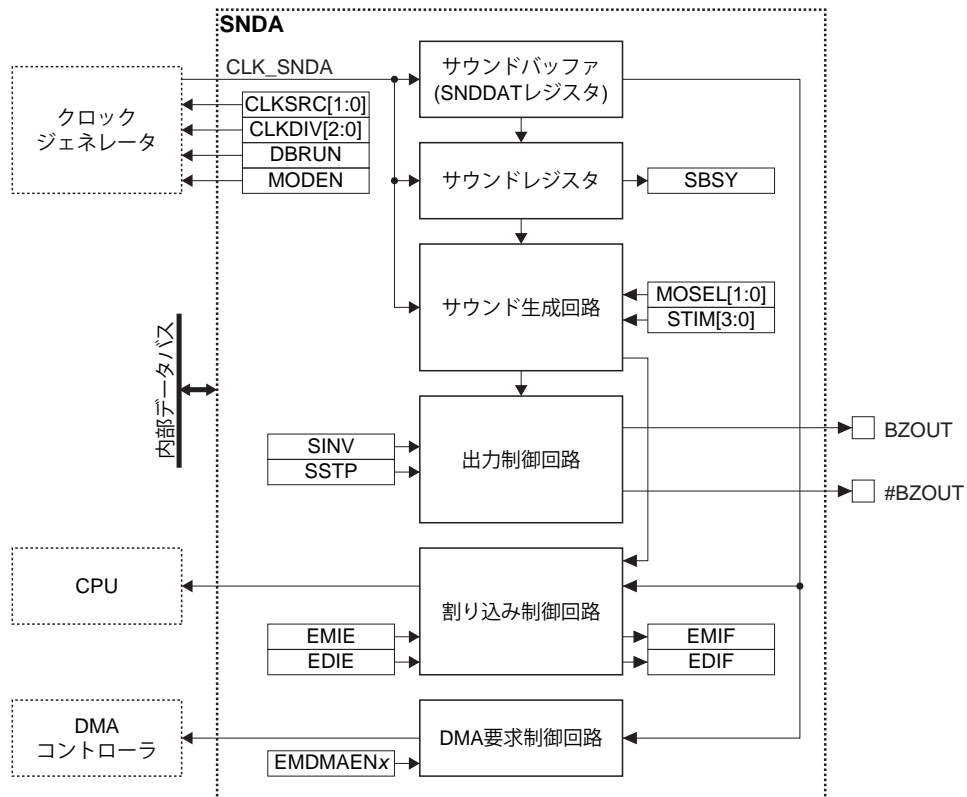 SNDA
クロック
ジェネレータ
CLK_SNDA
CLKSRC[1:0]
CLKDIV[2:0]
DBRUN
MODEN
サウンドバッファ
(SNDDATレジスタ)
サウンドレジスタ
SBSY
サウンド生成回路
MOSEL[1:0]
STIM[3:0]
内部データバス
SINV
SSTP
出力制御回路
BZOUT
#BZOUT
CPU
EMIE
EDIE
割り込み制御回路
EMIF
EDIF
DMA
コントローラ
EMDMAENx
DMA要求制御回路